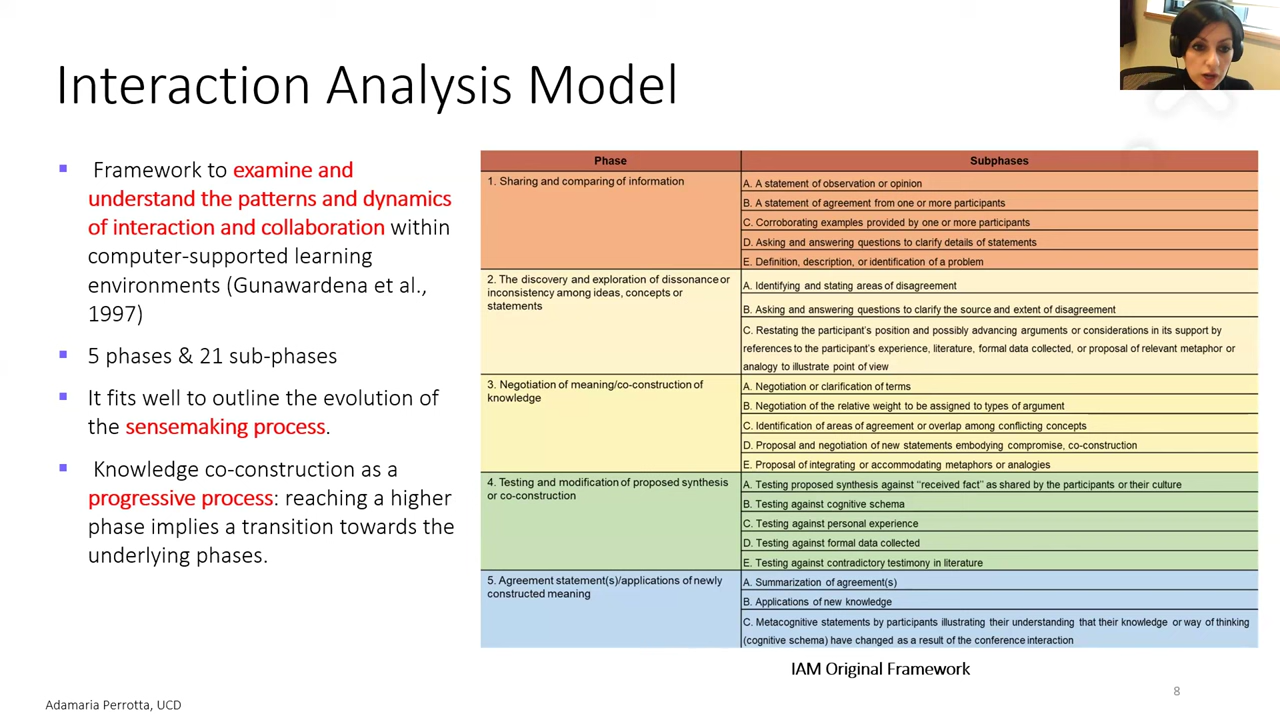 Interaction Analysis Model
▪ Framework to examine and
understand the patterns and dynamics
of interaction and collaboration within
computer-supported learning
environments (Gunawardena et al.,
1997)
▪ 5 phases & 21 sub-phases
▪ It fits well to outline the evolution of
the sensemaking process.
▪ Knowledge co-construction as a
progressive process: reaching a higher
phase implies a transition towards the
underlying phases.
Phase
Subphases
1. Sharing and comparing of information
A. A statement of observation or opinion
B. A statement of agreement from one or more participants
C. Corroborating examples provided by one or more participants
D. Asking and answering questions to clarify details of statements
E. Definition, description, or identification of a problem
2. The discovery and exploration of dissonance or
inconsistency among ideas, concepts or
statements
A. Identifying and stating areas of disagreement
B. Asking and answering questions to clarify the source and extent of disagreement
C. Restating the participant's position and possibly advancing arguments or considerations in its support by
references to the participant's experience, literature, formal data collected, or proposal of relevant metaphor or
analogy to illustrate point of view
3. Negotiation of meaning/co-construction of
knowledge
A. Negotiation or clarification of terms
B. Negotiation of the relative weight to be assigned to types of argument
C. Identification of areas of agreement or overlap among conflicting concepts
D. Proposal and negotiation of new statements embodying compromise, co-construction
E. Proposal of integrating or accommodating metaphors or analogies
4. Testing and modification of proposed synthesis
or co-construction
A. Testing proposed synthesis against "received fact" as shared by the participants or their culture
B. Testing against cognitive schema
C. Testing against personal experience
D. Testing against formal data collected
E. Testing against contradictory testimony in literature
5. Agreement statement(s)/applications of newly
constructed meaning
A. Summarization of agreement(s)
B. Applications of new knowledge
C. Metacognitive statements by participants illustrating their understanding that their knowledge or way of thinking
(cognitive schema) have changed as a result of the conference interaction
IAM Original Framework
8
Adamaria Perrotta, UCD